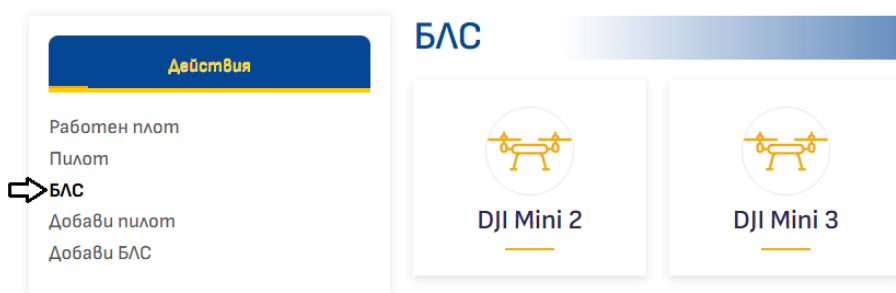 Действия
Работен плот
Пилот
БЛС
Добави пилот
Добави БЛС
БЛС
DJI Mini 2
DJI Mini 3